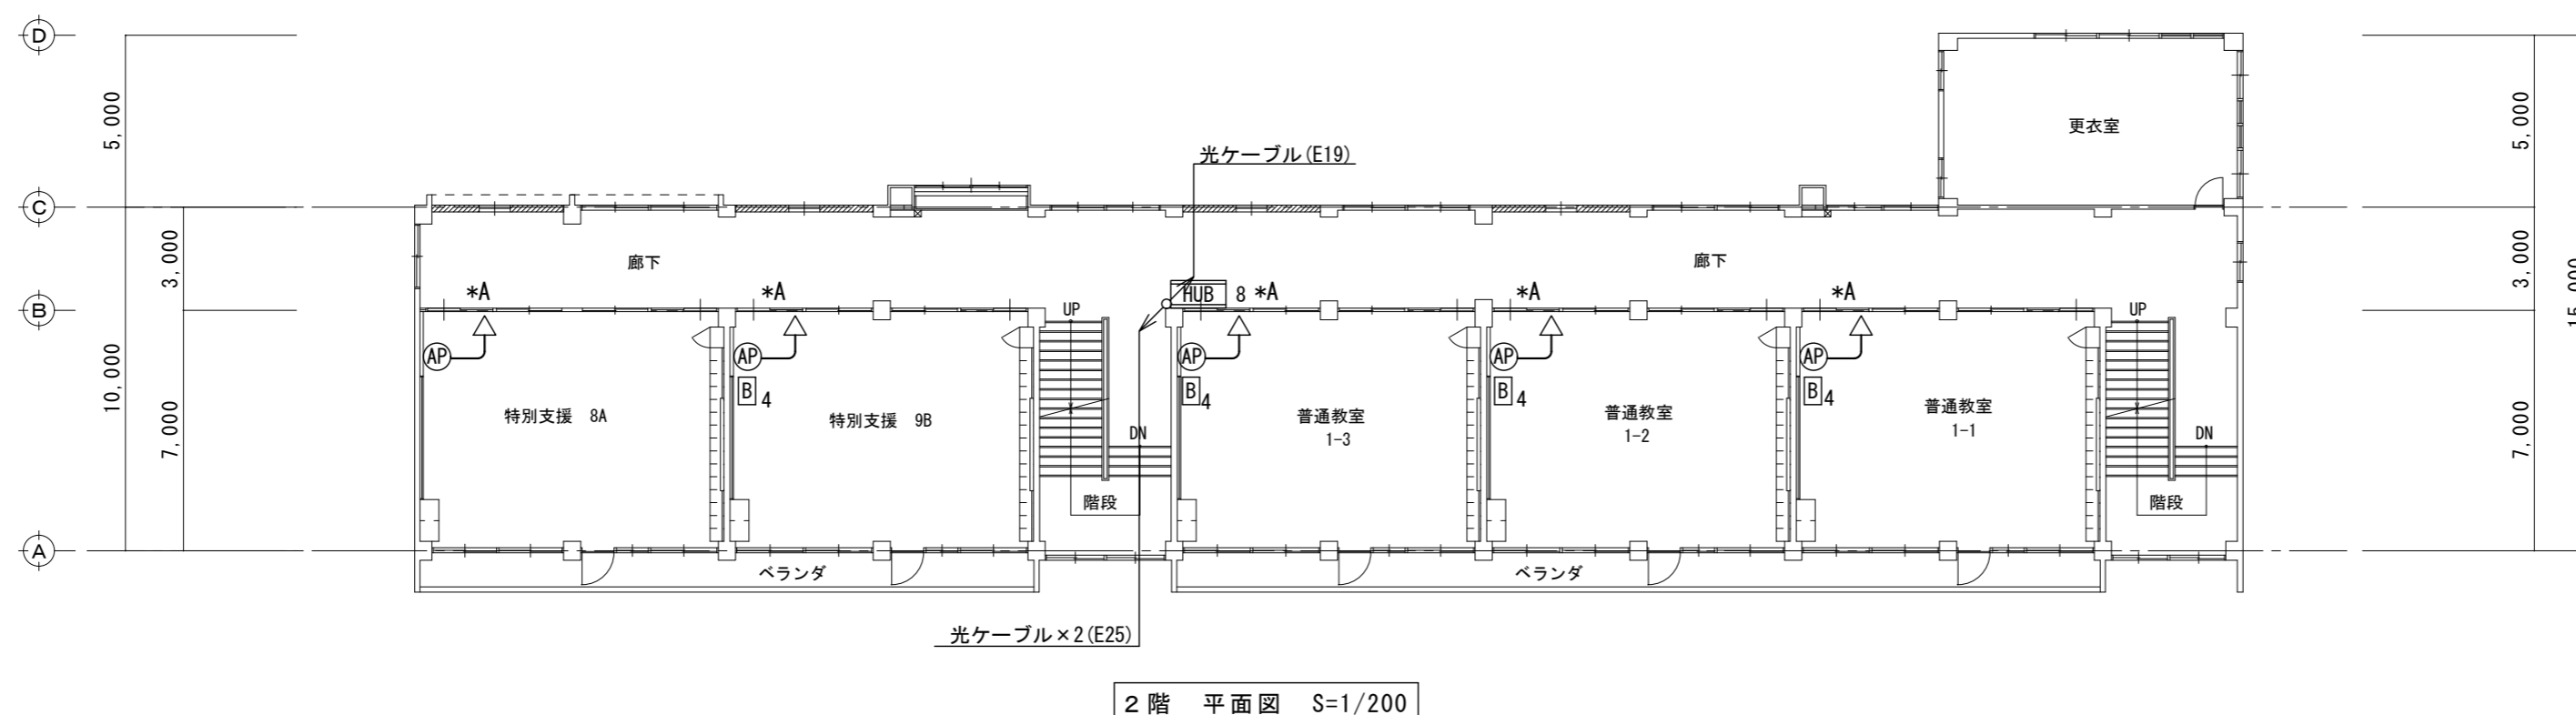 D
5,000
5,000
更衣室
光ケーブル(E19)
C
3,000
3,000
15,000
廊下
廊下
*A
*A
HUB 8 *A
*A
*A
B
UP
UP
AP
AP
AP
AP
AP
10,000
B 4
B 4
B 4
B 4
7,000
7,000
特別支援 8A
特別支援 9B
普通教室
1-3
普通教室
1-2
普通教室
1-1
DN
DN
階段
階段
A
ベランダ
ベランダ
光ケーブル×2(E25)
2階 平面図 S=1/200